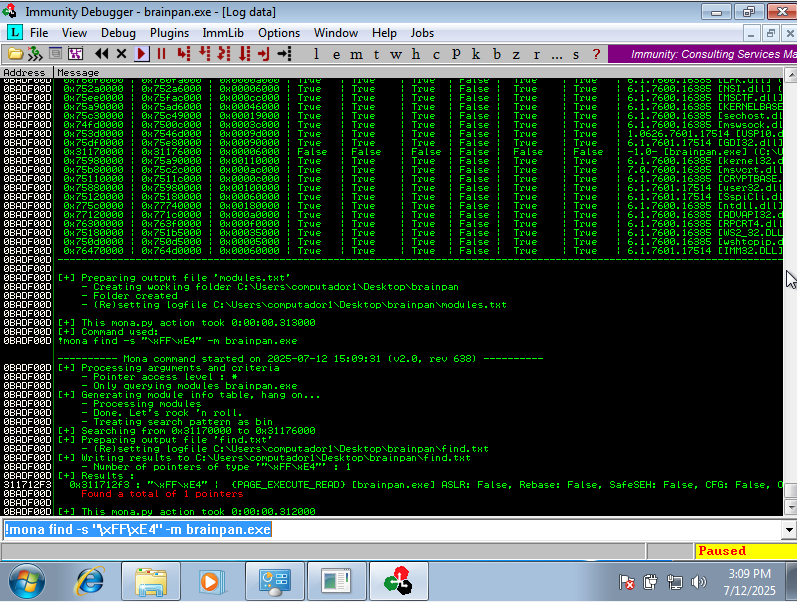 Immunity Debugger - brainpan.exe - [Log data]
File View Debug Plugins ImmLib Options Window Help Jobs
l e m t w h c P k b z r ... s ? Immunity: Consulting Services Ma
Address Message
0BADF00D 0x752a0000 | 0x752a6000 | 0x00006000 | True | True | True | False | True | True | 6.1.7600.16385 [NSI.dll]
0BADF00D 0x75ee0000 | 0x75fac000 | 0x000cc000 | True | True | True | False | True | True | 6.1.7600.16385 [MSCTF.dll]
0BADF00D 0x75a90000 | 0x75ad6000 | 0x00046000 | True | True | True | False | True | True | 6.1.7600.16385 [KERNELBASE
0BADF00D 0x75c30000 | 0x75c49000 | 0x00019000 | True | True | True | False | True | True | 6.1.7600.16385 [sechost.dl
0BADF00D 0x74fd0000 | 0x7500c000 | 0x0003c000 | True | True | True | False | True | True | 6.1.7600.16385 [mswsock.dl
0BADF00D 0x753d0000 | 0x7546d000 | 0x0009d000 | True | True | True | False | True | True | 1.0626.7601.17514 [USP10.d
0BADF00D 0x75df0000 | 0x75e80000 | 0x00090000 | True | True | True | False | True | True | 6.1.7601.17514 [GDI32.dll]
0BADF00D 0x31170000 | 0x31176000 | 0x00006000 | False | False | False | False | False | False | -1.0- [brainpan.exe] (C:\U
0BADF00D 0x75980000 | 0x75a90000 | 0x00110000 | True | True | True | False | True | True | 6.1.7600.16385 [kernel32.d
0BADF00D 0x75b80000 | 0x75c2c000 | 0x000ac000 | True | True | True | False | True | True | 7.0.7600.16385 [msvcrt.dll
0BADF00D 0x75110000 | 0x7511c000 | 0x0000c000 | True | True | True | False | True | True | 6.1.7600.16385 [CRYPTBASE.
0BADF00D 0x75880000 | 0x75980000 | 0x00100000 | True | True | True | False | True | True | 6.1.7601.17514 [user32.dll
0BADF00D 0x75120000 | 0x75180000 | 0x00060000 | True | True | True | False | True | True | 6.1.7601.17514 [SspiCli.dl
0BADF00D 0x775c0000 | 0x77740000 | 0x00180000 | True | True | True | False | True | True | 6.1.7600.16385 [ntdll.dll]
0BADF00D 0x77120000 | 0x771c0000 | 0x000a0000 | True | True | True | False | True | True | 6.1.7600.16385 [ADVAPI32.d
0BADF00D 0x76300000 | 0x763f0000 | 0x000f0000 | True | True | True | False | True | True | 6.1.7600.16385 [RPCRT4.dll
0BADF00D 0x75180000 | 0x751b5000 | 0x00035000 | True | True | True | False | True | True | 6.1.7600.16385 [WS2_32.DLL
0BADF00D 0x750d0000 | 0x750d5000 | 0x00005000 | True | True | True | False | True | True | 6.1.7600.16385 [wshtcpip.d
0BADF00D 0x76470000 | 0x764d0000 | 0x00060000 | True | True | True | False | True | True | 6.1.7601.17514 [IMM32.DLL]
0BADF00D
0BADF00D
0BADF00D [+] Preparing output file 'modules.txt'
0BADF00D - Creating working folder C:\Users\computador1\Desktop\brainpan
0BADF00D - Folder created
0BADF00D - (Re)setting logfile C:\Users\computador1\Desktop\brainpan\modules.txt
0BADF00D
0BADF00D [+] This mona.py action took 0:00:00.313000
0BADF00D [+] Command used:
0BADF00D !mona find -s "\xFF\xE4" -m brainpan.exe
---------- Mona command started on 2025-07-12 15:09:31 (v2.0, rev 638) ----------
0BADF00D [+] Processing arguments and criteria
0BADF00D - Pointer access level : *
0BADF00D - Only querying modules brainpan.exe
0BADF00D [+] Generating module info table, hang on...
0BADF00D - Processing modules
0BADF00D - Done. Let's rock 'n roll.
0BADF00D - Treating search pattern as bin
0BADF00D [+] Searching from 0x31170000 to 0x31176000
0BADF00D [+] Preparing output file 'find.txt'
0BADF00D - (Re)setting logfile C:\Users\computador1\Desktop\brainpan\find.txt
0BADF00D [+] Writing results to C:\Users\computador1\Desktop\brainpan\find.txt
0BADF00D - Number of pointers of type '"\xFF\xE4"' : 1
0BADF00D [+] Results :
311712F3 0x311712f3 : "\xFF\xE4" | {PAGE_EXECUTE_READ} [brainpan.exe] ASLR: False, Rebase: False, SafeSEH: False, CFG: False, O
0BADF00D Found a total of 1 pointers
0BADF00D
0BADF00D [+] This mona.py action took 0:00:00.312000
!mona find -s "\xFF\xE4" -m brainpan.exe
Paused
3:09 PM
7/12/2025